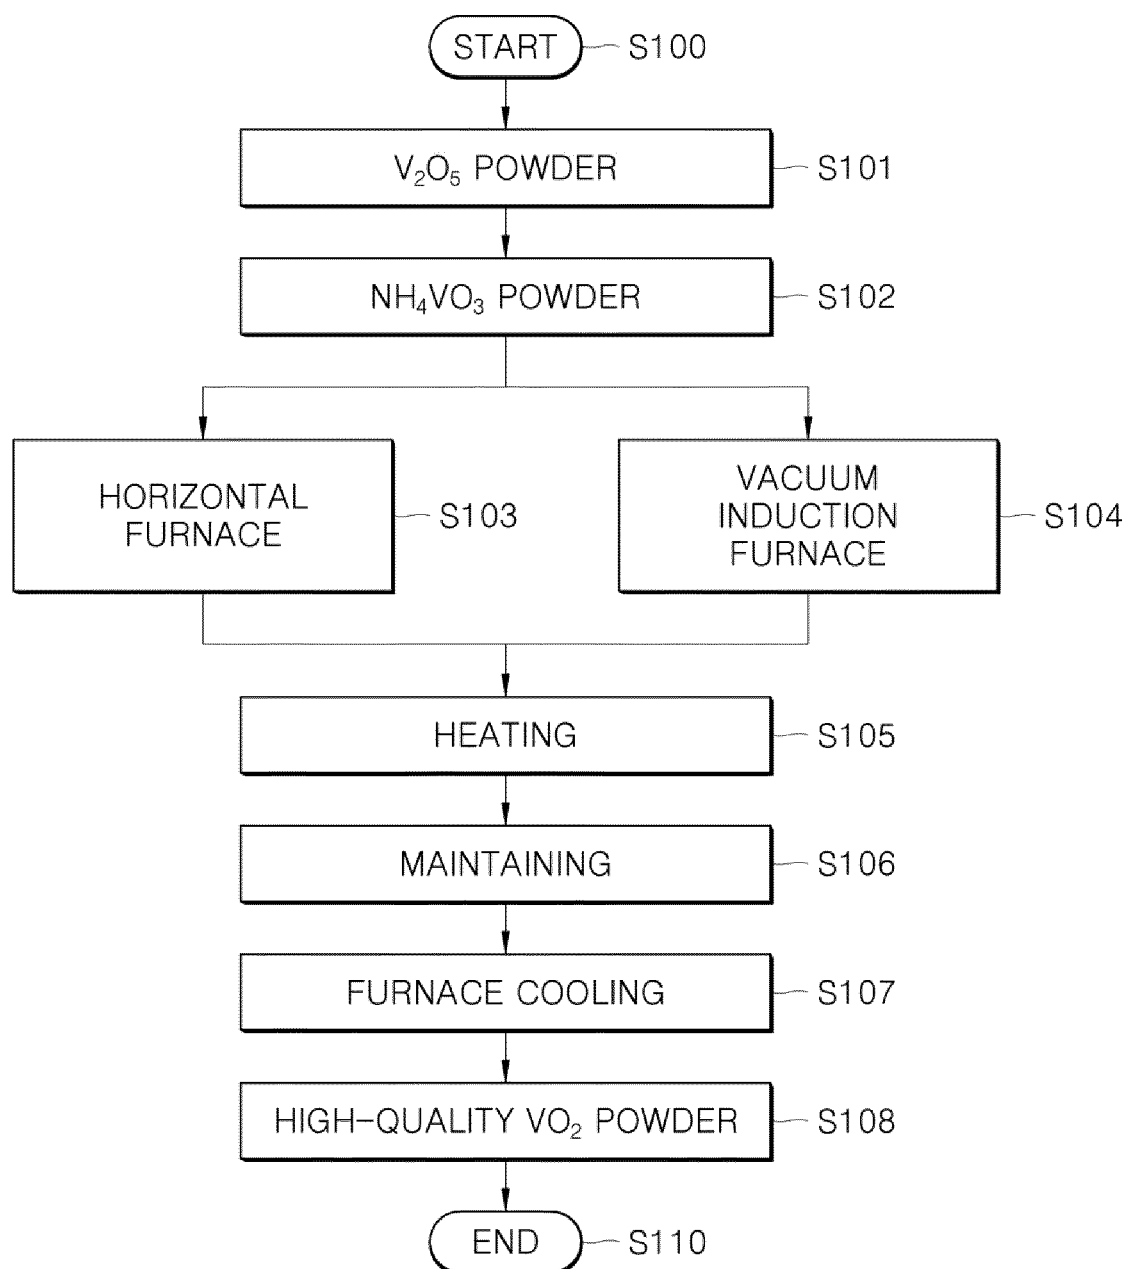 START S100
V₂O₅ POWDER S101
NH₄VO₃ POWDER S102
HORIZONTAL
FURNACE
S103
VACUUM
INDUCTION
FURNACE
S104
HEATING S105
MAINTAINING S106
FURNACE COOLING S107
HIGH-QUALITY VO₂ POWDER S108
END S110